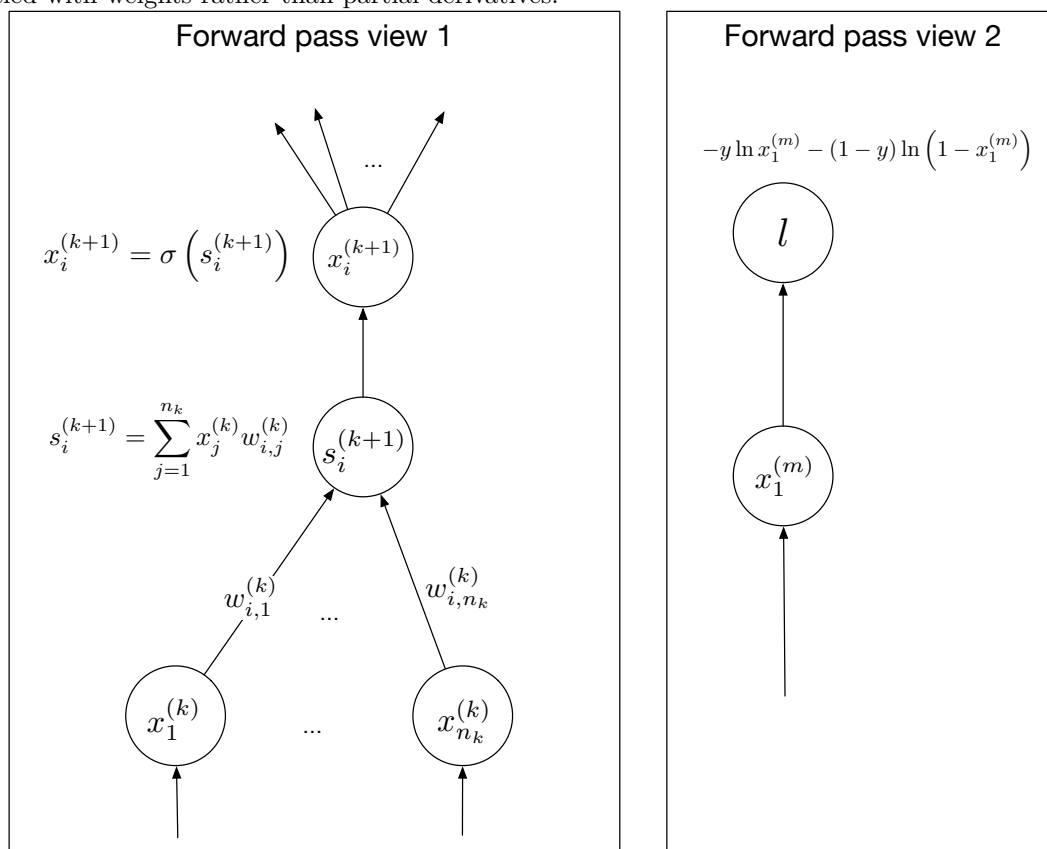 with weights rather than partial derivatives.
Forward pass view 1
...
x_i^{(k+1)} = σ(s_i^{(k+1)})
x_i^{(k+1)}
s_i^{(k+1)} = \sum_{j=1}^{n_k} x_j^{(k)} w_{i,j}^{(k)}
s_i^{(k+1)}
w_{i,1}^{(k)}
...
w_{i,n_k}^{(k)}
x_1^{(k)}
...
x_{n_k}^{(k)}
Forward pass view 2
-y ln x_1^{(m)} - (1 - y) ln(1 - x_1^{(m)})
l
x_1^{(m)}